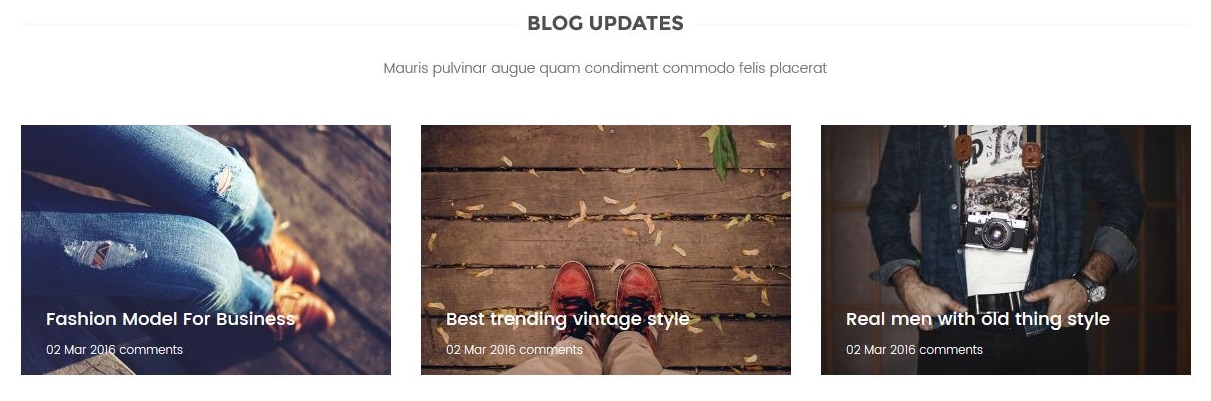 BLOG UPDATES
Mauris pulvinar augue quam condiment commodo felis placerat
Fashion Model For Business
02 Mar 2016 comments
Best trending vintage style
02 Mar 2016 comments
Real men with old thing style
02 Mar 2016 comments